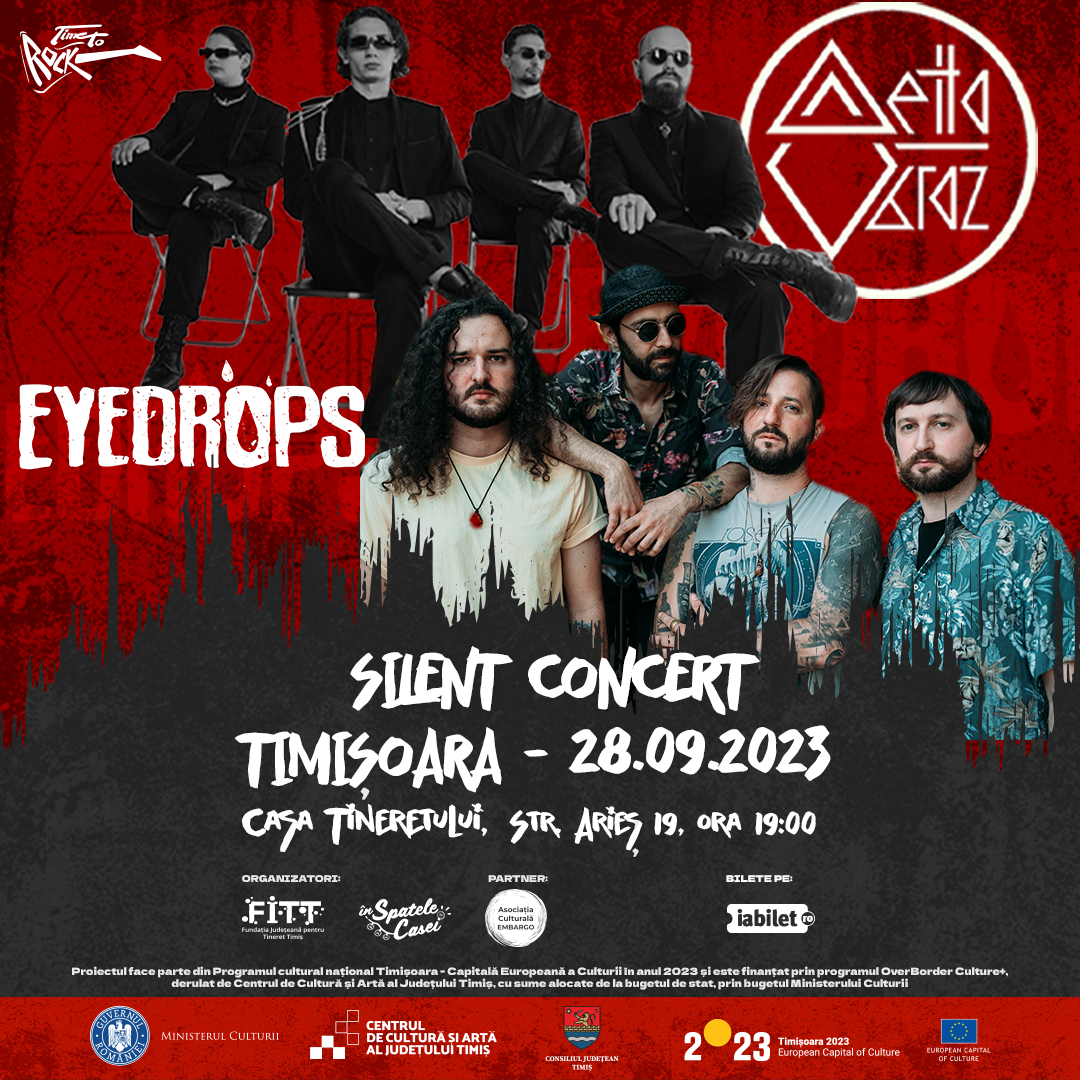 Time to
ROCK
Detta
Obraz
EYEDROPS
SILENT CONCERT
TIMIȘOARA - 28.09.2023
CASA TINERETULUI, STR. ARIEȘ 19, ORA 19:00
ORGANIZATORI:
PARTNER:
BILETE PE:
FITT
Fundația Județeană pentru
Tineret Timiș
în Spatele
Casei
Asociația
Culturală
EMBARGO
iabilet ro
Proiectul face parte din Programul cultural național Timișoara - Capitală Europeană a Culturii în anul 2023 și este finanțat prin programul OverBorder Culture+,
derulat de Centrul de Cultură și Artă al Județului Timiș, cu sume alocate de la bugetul de stat, prin bugetul Ministerului Culturii
GUVERNUL
ROMÂNIEI
MINISTERUL CULTURII
CENTRUL
DE CULTURĂ SI ARTĂ
AL JUDETULUI TIMIȘ
CONSILIUL JUDEȚEAN
TIMIȘ
2023
Timișoara 2023
European Capital of Culture
EUROPEAN CAPITAL
OF CULTURE